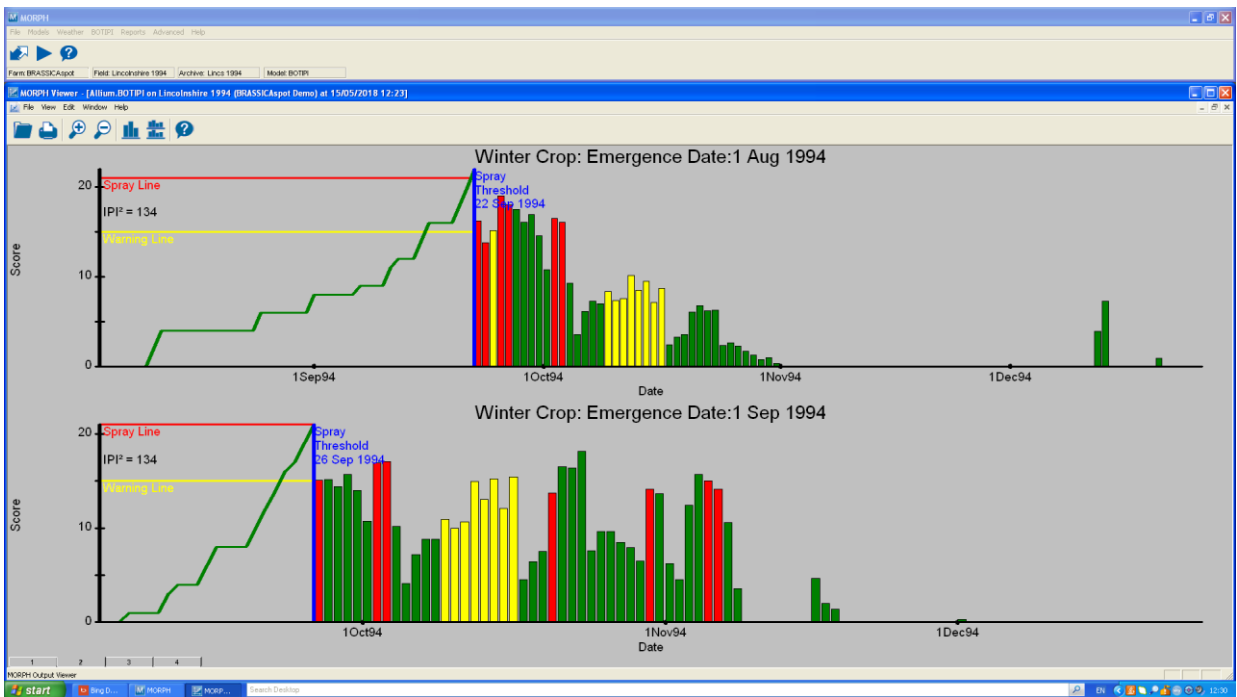 MORPH
File Models Weather BOTIPI Reports Advanced Help
Farm: BRASSICAspot Field: Lincolnshire 1994 Archive: Lincs 1994 Model: BOTIPI
MORPH Viewer - [Allium.BOTIPI on Lincolnshire 1994 (BRASSICAspot Demo) at 15/05/2018 12:23]
File View Edit Window Help
Winter Crop: Emergence Date:1 Aug 1994
20
Spray Line
Spray
Threshold
22 Sep 1994
IPI² = 134
Warning Line
Score
10
0
1Sep94 1Oct94 1Nov94 1Dec94
Date
Winter Crop: Emergence Date:1 Sep 1994
20
Spray Line
Spray
Threshold
26 Sep 1994
IPI² = 134
Warning Line
Score
10
0
1Oct94 1Nov94 1Dec94
Date
1 2 3 4
MORPH Output Viewer
start Bing D... MORPH MORP... Search Desktop EN 12:30